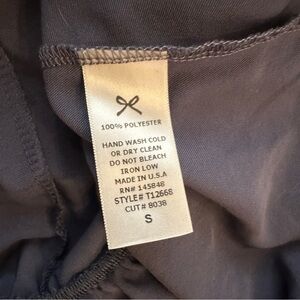 100% POLYESTER
HAND WASH COLD
OR DRY CLEAN
DO NOT BLEACH
IRON LOW
MADE IN U.S.A
RN# 145848
STYLE# T12668
CUT# 8038
S